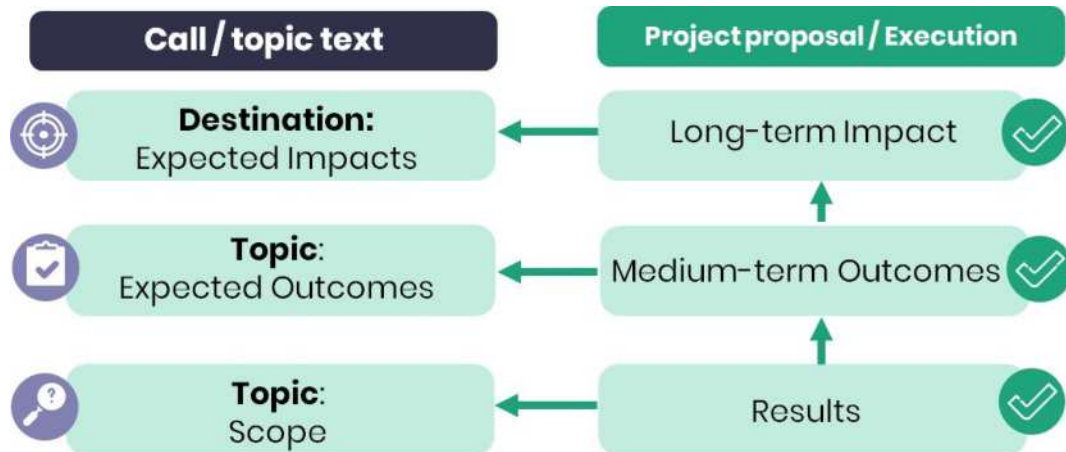 Call / topic text
Project proposal / Execution
Destination:
Expected Impacts
Long-term Impact
Topic:
Expected Outcomes
Medium-term Outcomes
Topic:
Scope
Results
?